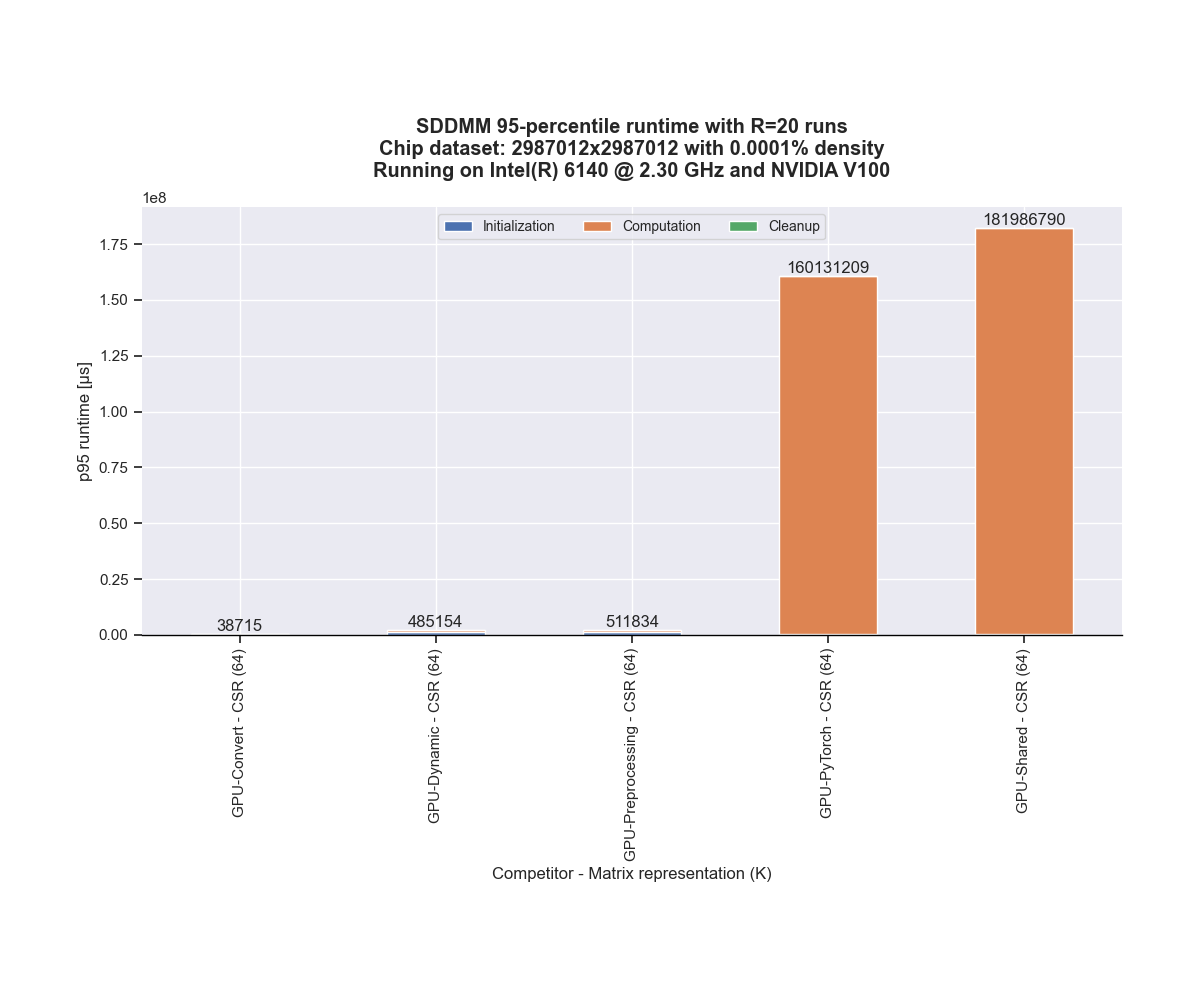 SDDMM 95-percentile runtime with R=20 runs
Chip dataset: 2987012x2987012 with 0.0001% density
Running on Intel(R) 6140 @ 2.30 GHz and NVIDIA V100
1e8
Initialization Computation Cleanup
181986790
160131209
1.75
1.50
1.25
1.00
0.75
0.50
0.25
0.00
p95 runtime [µs]
38715
485154
511834
GPU-Convert - CSR (64)
GPU-Dynamic - CSR (64)
GPU-Preprocessing - CSR (64)
GPU-PyTorch - CSR (64)
GPU-Shared - CSR (64)
Competitor - Matrix representation (K)